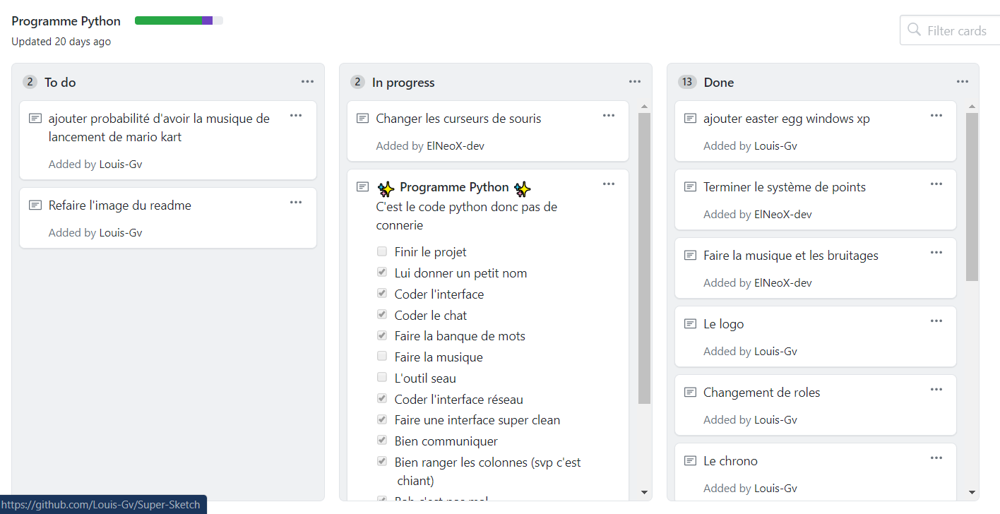 Programme Python
Updated 20 days ago
Filter cards
2 To do
ajouter probabilité d'avoir la musique de
lancement de mario kart
Added by Louis-Gv
Refaire l'image du readme
Added by Louis-Gv
2 In progress
Changer les curseurs de souris
Added by ElNeoX-dev
✨ Programme Python ✨
C'est le code python donc pas de
connerie
Finir le projet
Lui donner un petit nom
Coder l'interface
Coder le chat
Faire la banque de mots
Faire la musique
L'outil seau
Coder l'interface réseau
Faire une interface super clean
Bien communiquer
Bien ranger les colonnes (svp c'est
chiant)
13 Done
ajouter easter egg windows xp
Added by Louis-Gv
Terminer le système de points
Added by ElNeoX-dev
Faire la musique et les bruitages
Added by ElNeoX-dev
Le logo
Added by Louis-Gv
Changement de roles
Added by Louis-Gv
Le chrono
Added by Louis-Gv
https://github.com/Louis-Gv/Super-Sketch